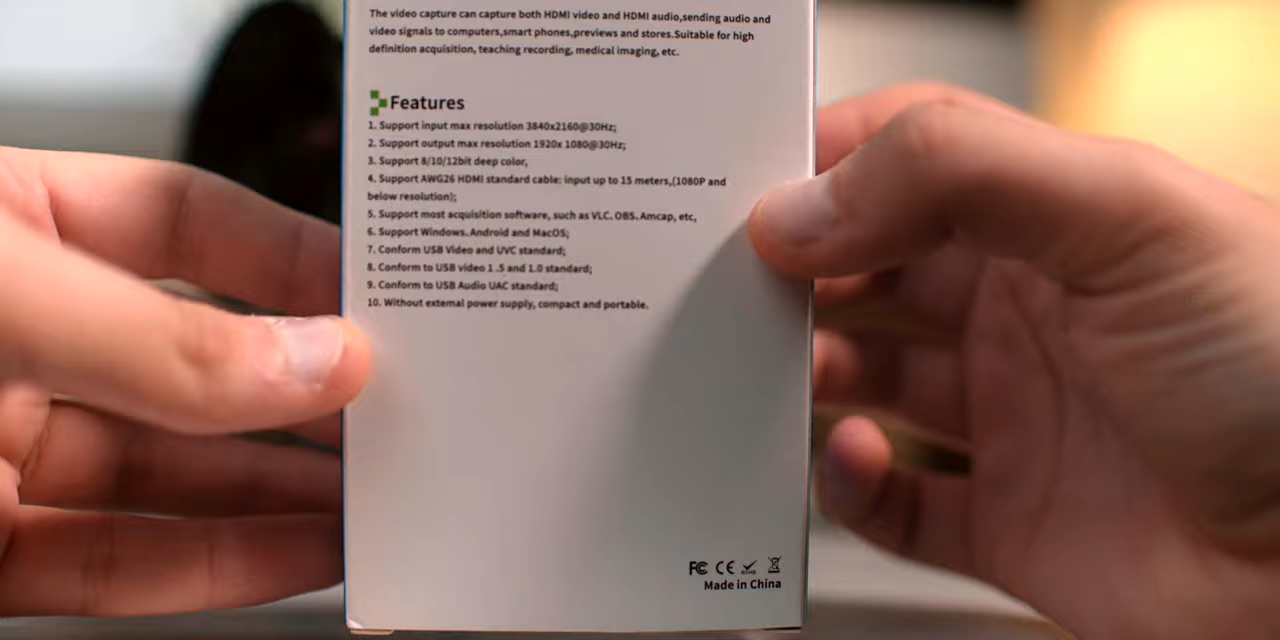 The video capture can capture both HDMI video and HDMI audio,sending audio and
video signals to computers,smart phones,previews and stores.Suitable for high
definition acquisition, teaching recording, medical imaging, etc.
Features
1. Support input max resolution 3840x2160@30Hz;
2. Support output max resolution 1920x 1080@30Hz;
3. Support 8/10/12bit deep color,
4. Support AWG26 HDMI standard cable: input up to 15 meters,(1080P and
below resolution);
5. Support most acquisition software, such as VLC. OBS. Amcap, etc,
6. Support Windows. Android and MacOS;
7. Conform USB Video and UVC standard;
8. Conform to USB video 1 .5 and 1.0 standard;
9. Conform to USB Audio UAC standard;
10. Without external power supply, compact and portable.
FC CE
Made in China